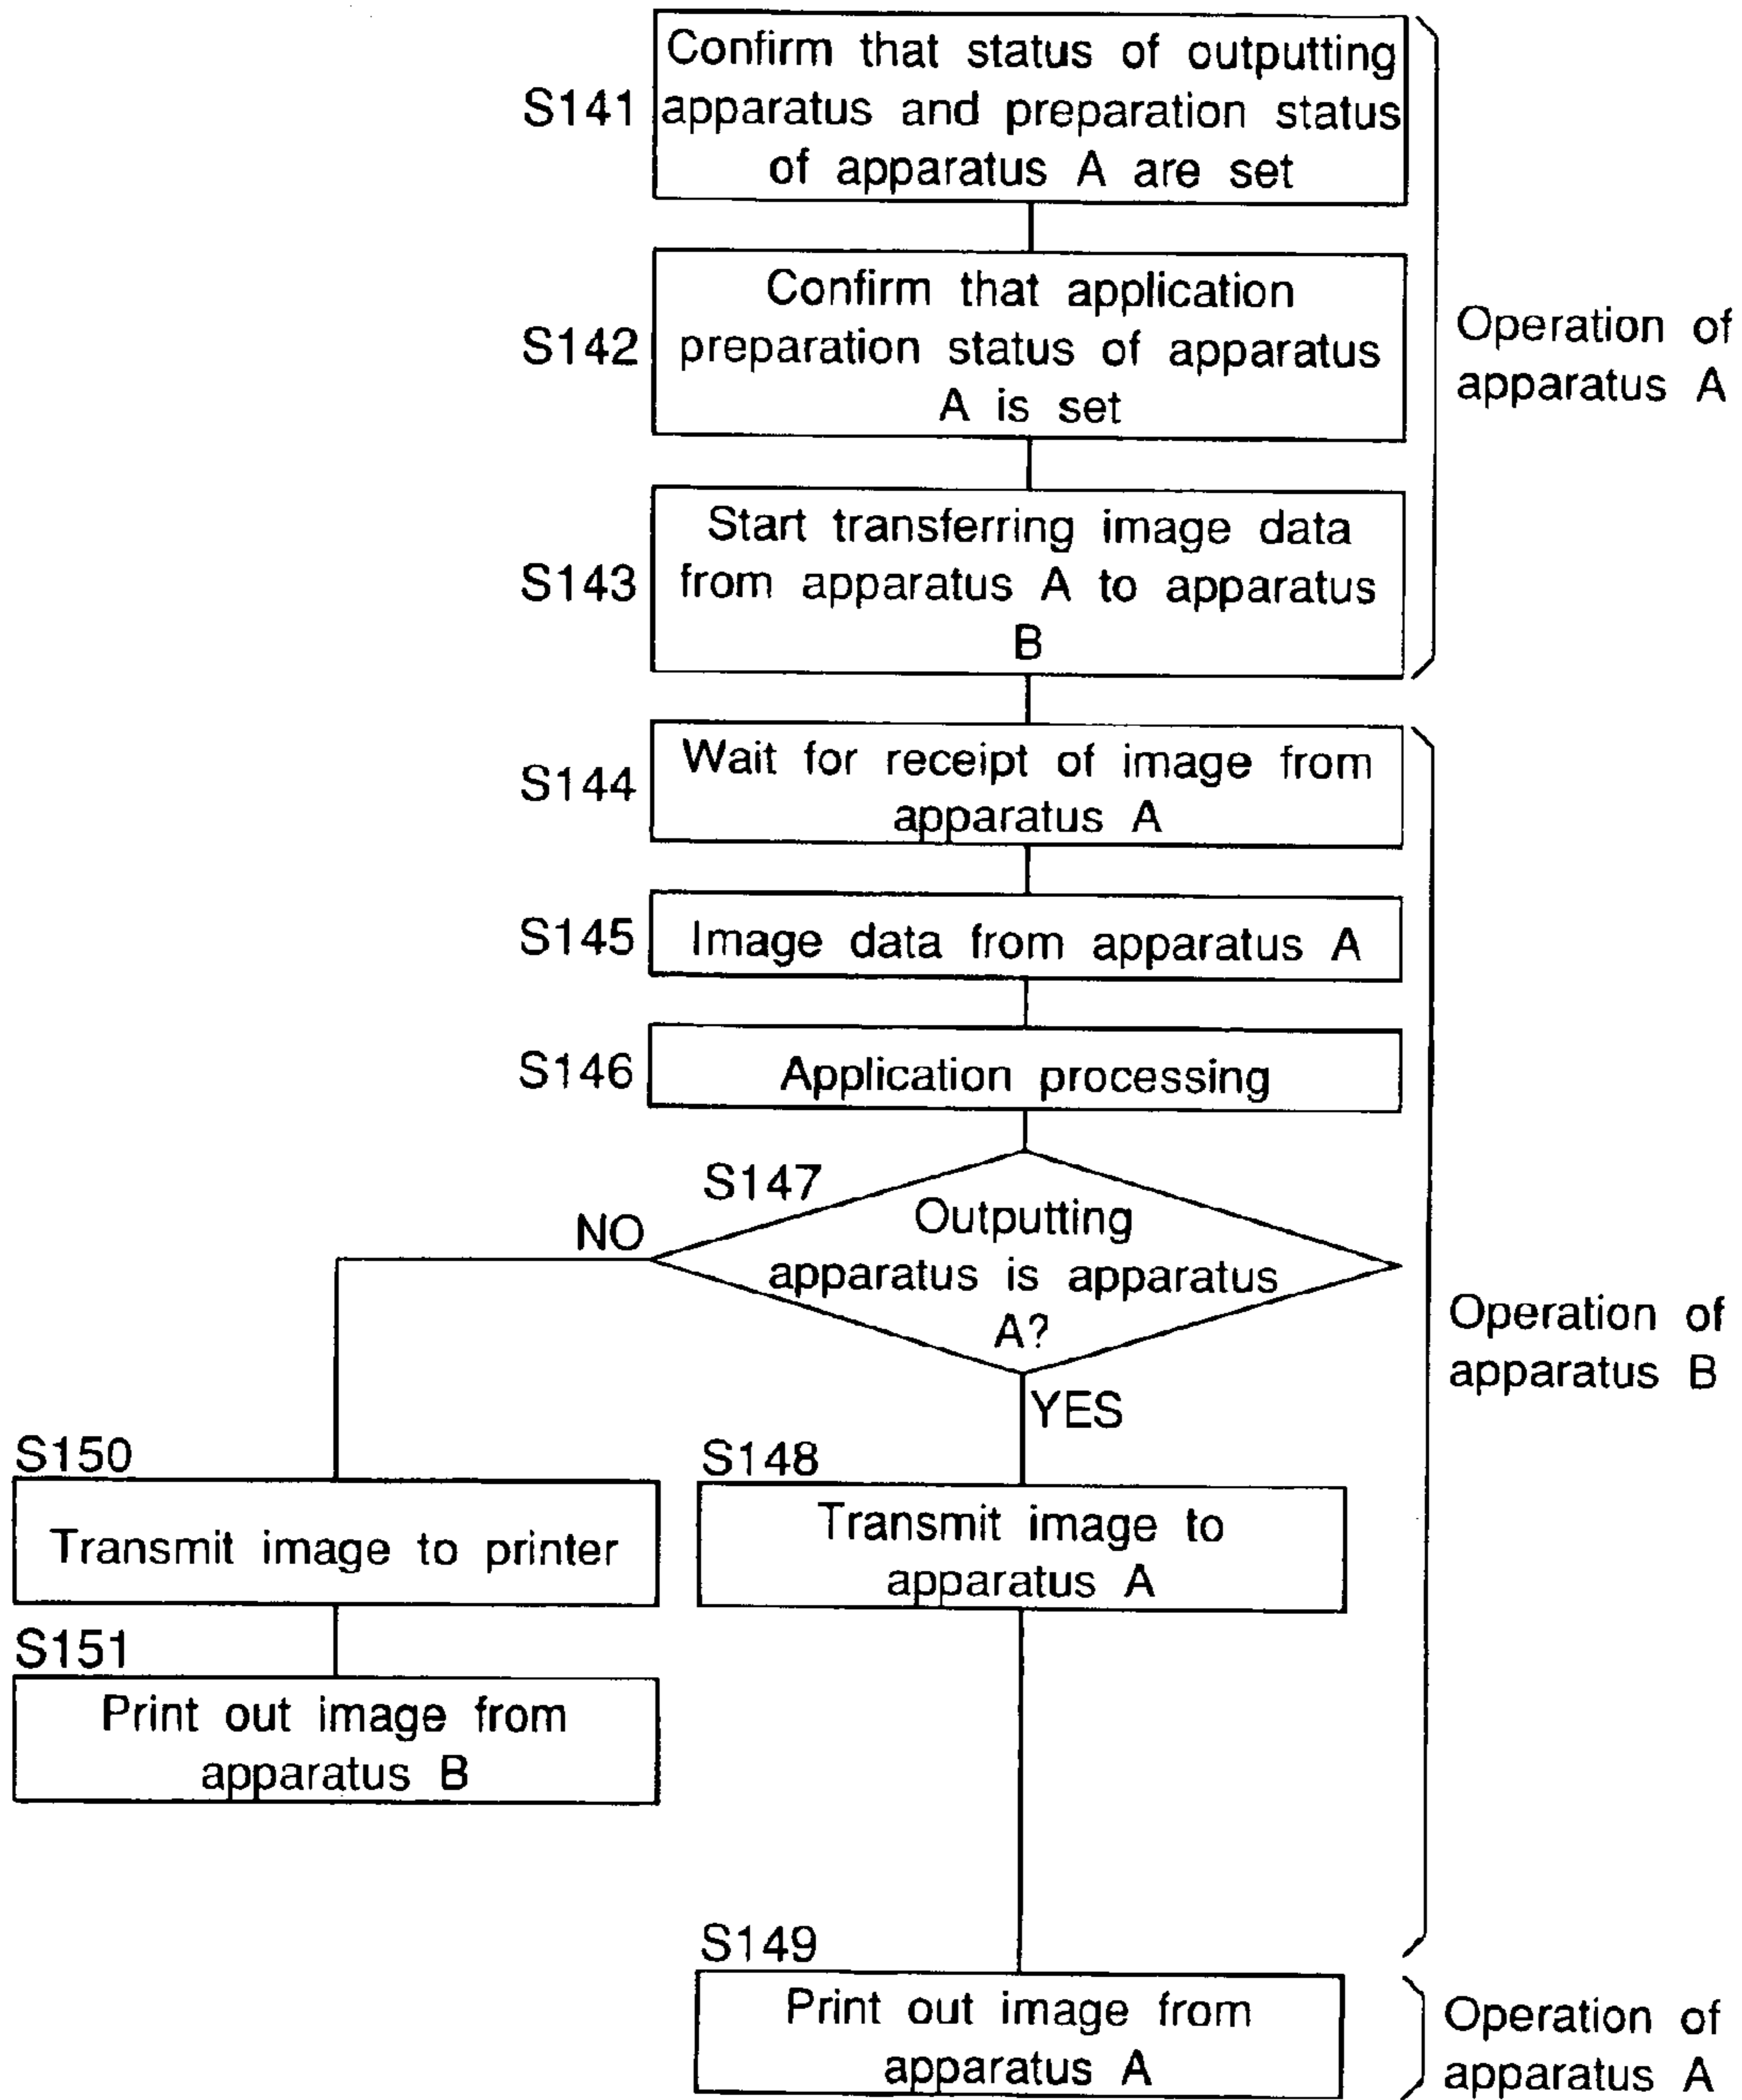 S141
Confirm that status of outputting
apparatus and preparation status
of apparatus A are set
S142
Confirm that application
preparation status of apparatus
A is set
Operation of
apparatus A
S143
Start transferring image data
from apparatus A to apparatus
B
S144
Wait for receipt of image from
apparatus A
S145
Image data from apparatus A
S146
Application processing
S147
Outputting
apparatus is apparatus
A?
NO
YES
Operation of
apparatus B
S150
Transmit image to printer
S148
Transmit image to
apparatus A
S151
Print out image from
apparatus B
S149
Print out image from
apparatus A
Operation of
apparatus A